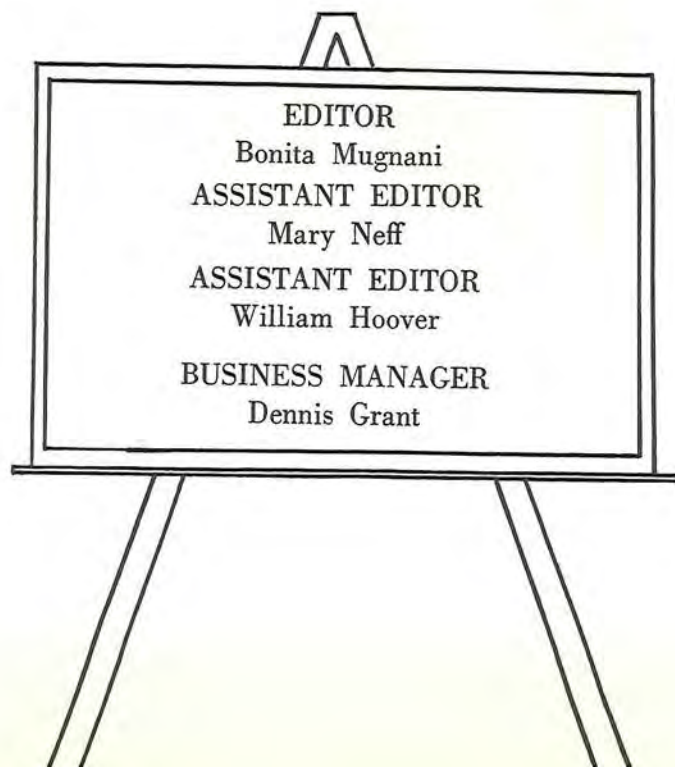 EDITOR
Bonita Mugnani
ASSISTANT EDITOR
Mary Neff
ASSISTANT EDITOR
William Hoover
BUSINESS MANAGER
Dennis Grant